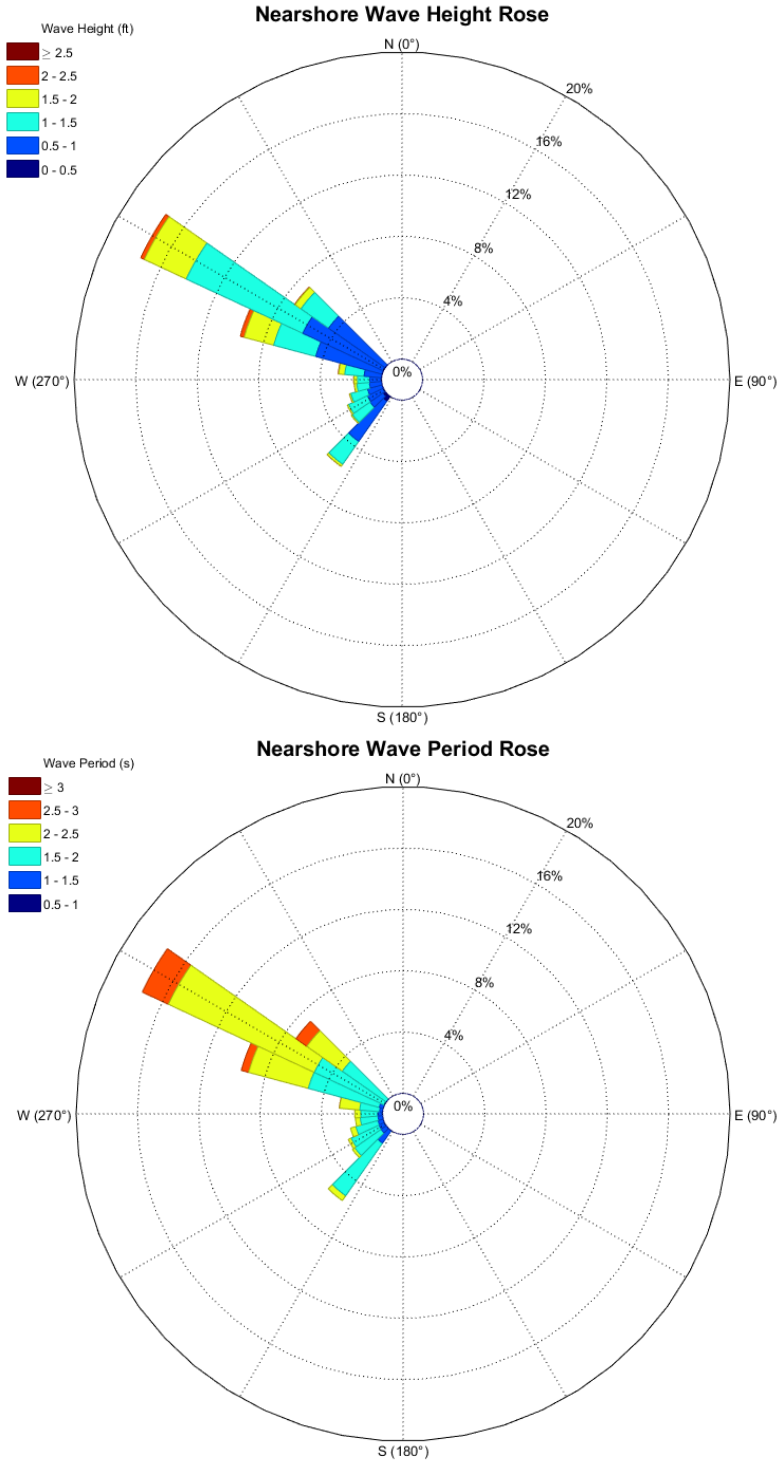 Nearshore Wave Height Rose
Wave Height (ft)
≥ 2.5
2 - 2.5
1.5 - 2
1 - 1.5
0.5 - 1
0 - 0.5
N (0°)
20%
16%
12%
8%
4%
0%
W (270°)
E (90°)
S (180°)
Nearshore Wave Period Rose
Wave Period (s)
≥ 3
2.5 - 3
2 - 2.5
1.5 - 2
1 - 1.5
0.5 - 1
N (0°)
20%
16%
12%
8%
4%
0%
W (270°)
E (90°)
S (180°)